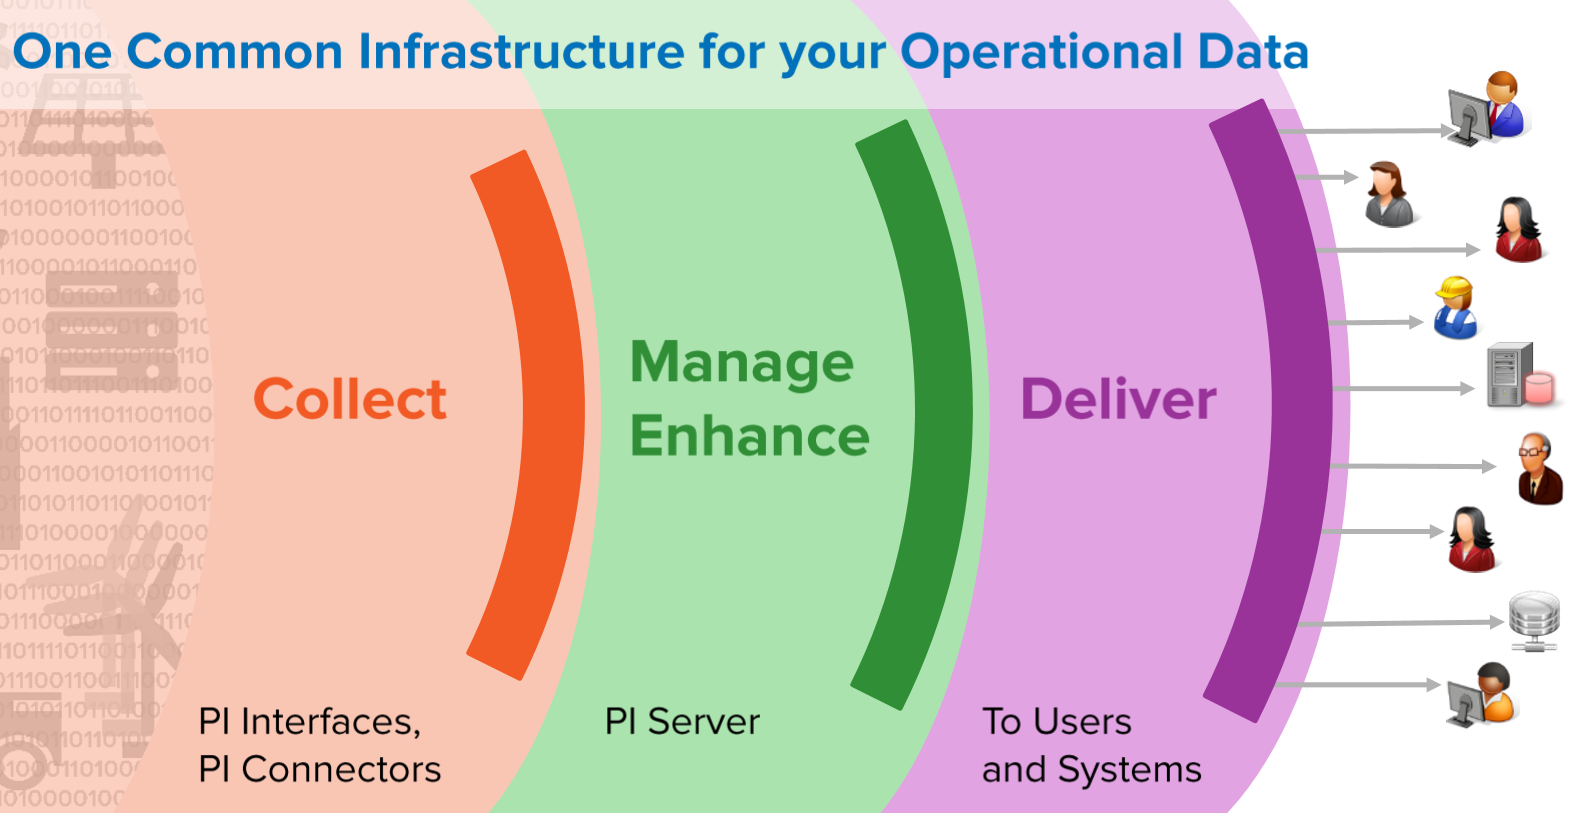 One Common Infrastructure for your Operational Data
Collect
Manage
Enhance
Deliver
PI Interfaces,
PI Connectors
PI Server
To Users
and Systems